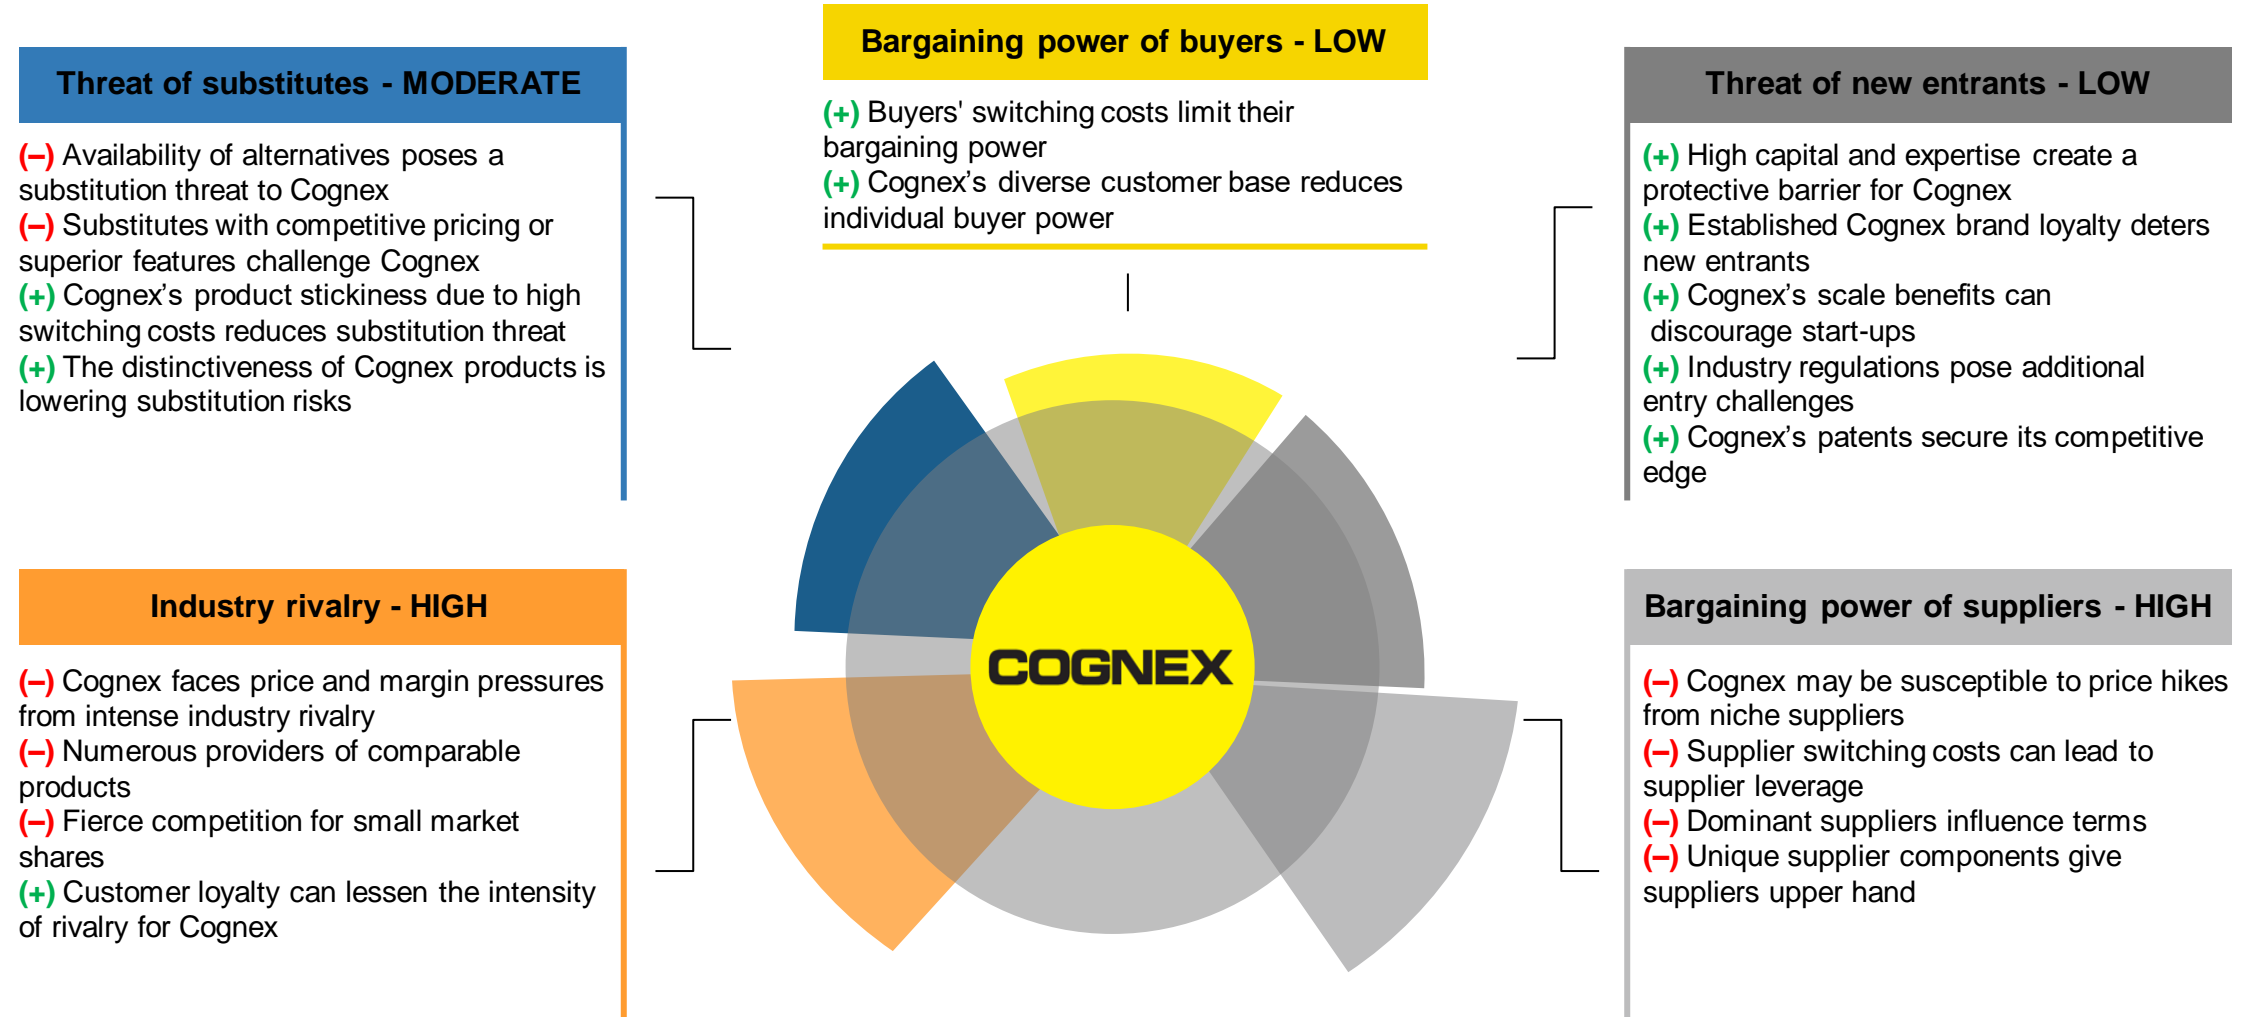 Bargaining power of buyers - LOW
(+) Buyers' switching costs limit their
bargaining power
(+) Cognex’s diverse customer base reduces
individual buyer power
Threat of substitutes - MODERATE
(–) Availability of alternatives poses a
substitution threat to Cognex
(–) Substitutes with competitive pricing or
superior features challenge Cognex
(+) Cognex’s product stickiness due to high
switching costs reduces substitution threat
(+) The distinctiveness of Cognex products is
lowering substitution risks
Threat of new entrants - LOW
(+) High capital and expertise create a
protective barrier for Cognex
(+) Established Cognex brand loyalty deters
new entrants
(+) Cognex’s scale benefits can
discourage start-ups
(+) Industry regulations pose additional
entry challenges
(+) Cognex’s patents secure its competitive
edge
COGNEX
Industry rivalry - HIGH
(–) Cognex faces price and margin pressures
from intense industry rivalry
(–) Numerous providers of comparable
products
(–) Fierce competition for small market
shares
(+) Customer loyalty can lessen the intensity
of rivalry for Cognex
Bargaining power of suppliers - HIGH
(–) Cognex may be susceptible to price hikes
from niche suppliers
(–) Supplier switching costs can lead to
supplier leverage
(–) Dominant suppliers influence terms
(–) Unique supplier components give
suppliers upper hand